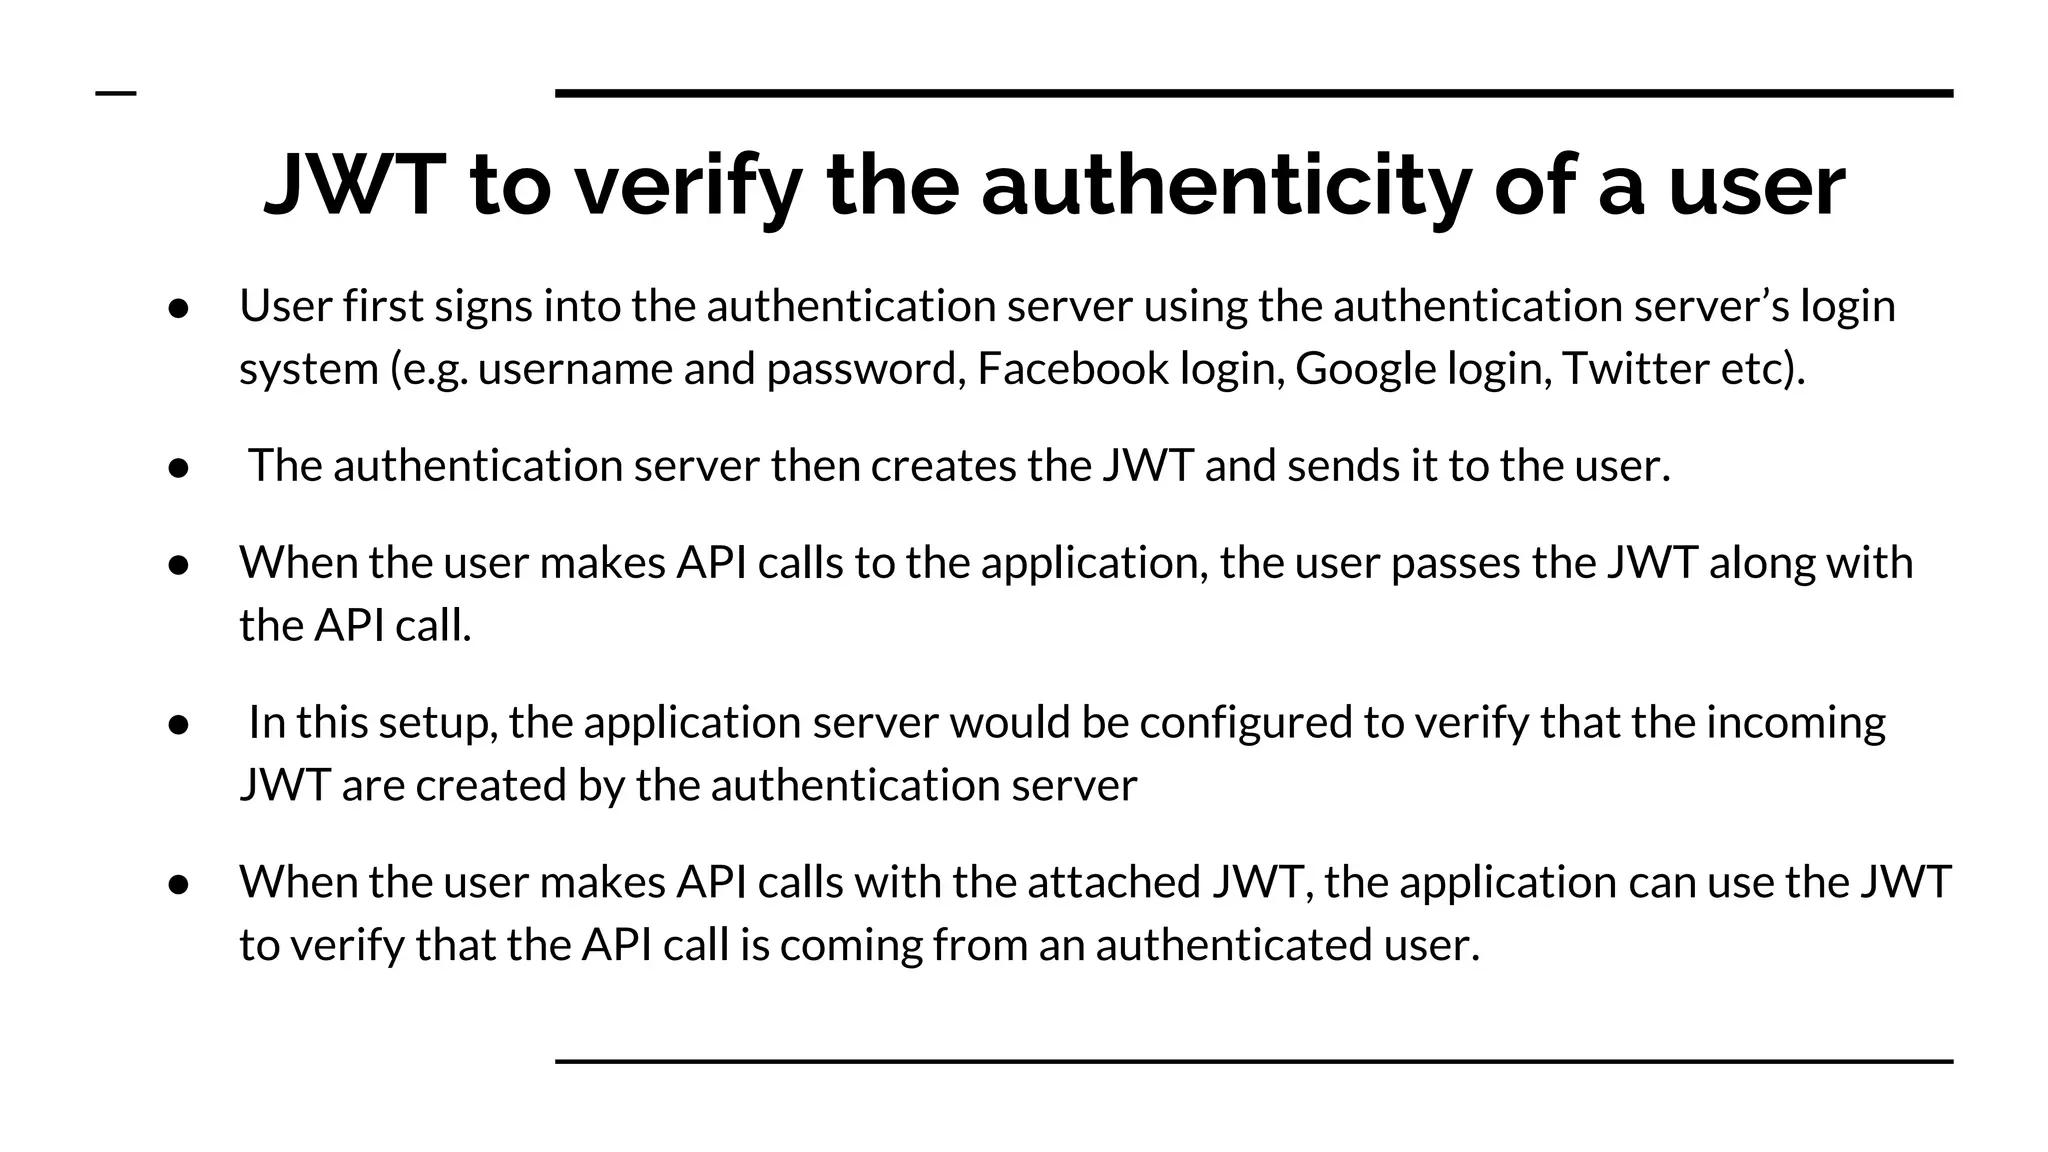 JWT to verify the authenticity of a user
● User first signs into the authentication server using the authentication server’s login
system (e.g. username and password, Facebook login, Google login, Twitter etc).
● The authentication server then creates the JWT and sends it to the user.
● When the user makes API calls to the application, the user passes the JWT along with
the API call.
● In this setup, the application server would be configured to verify that the incoming
JWT are created by the authentication server
● When the user makes API calls with the attached JWT, the application can use the JWT
to verify that the API call is coming from an authenticated user.